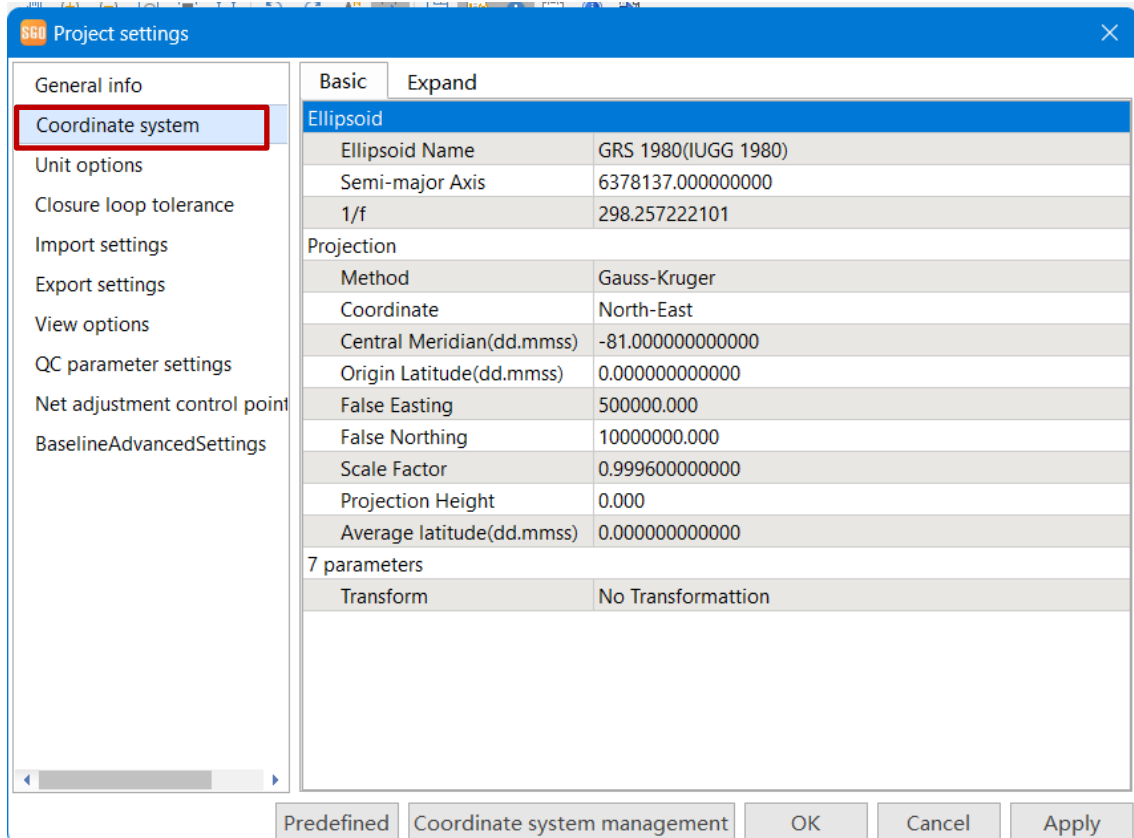 SGO Project settings
General info
Coordinate system
Unit options
Closure loop tolerance
Import settings
Export settings
View options
QC parameter settings
Net adjustment control point
BaselineAdvancedSettings
Basic Expand
Ellipsoid
Ellipsoid Name GRS 1980(IUGG 1980)
Semi-major Axis 6378137.000000000
1/f 298.257222101
Projection
Method Gauss-Kruger
Coordinate North-East
Central Meridian(dd.mmss) -81.000000000000
Origin Latitude(dd.mmss) 0.000000000000
False Easting 500000.000
False Northing 10000000.000
Scale Factor 0.999600000000
Projection Height 0.000
Average latitude(dd.mmss) 0.000000000000
7 parameters
Transform No Transformattion
Predefined Coordinate system management OK Cancel Apply